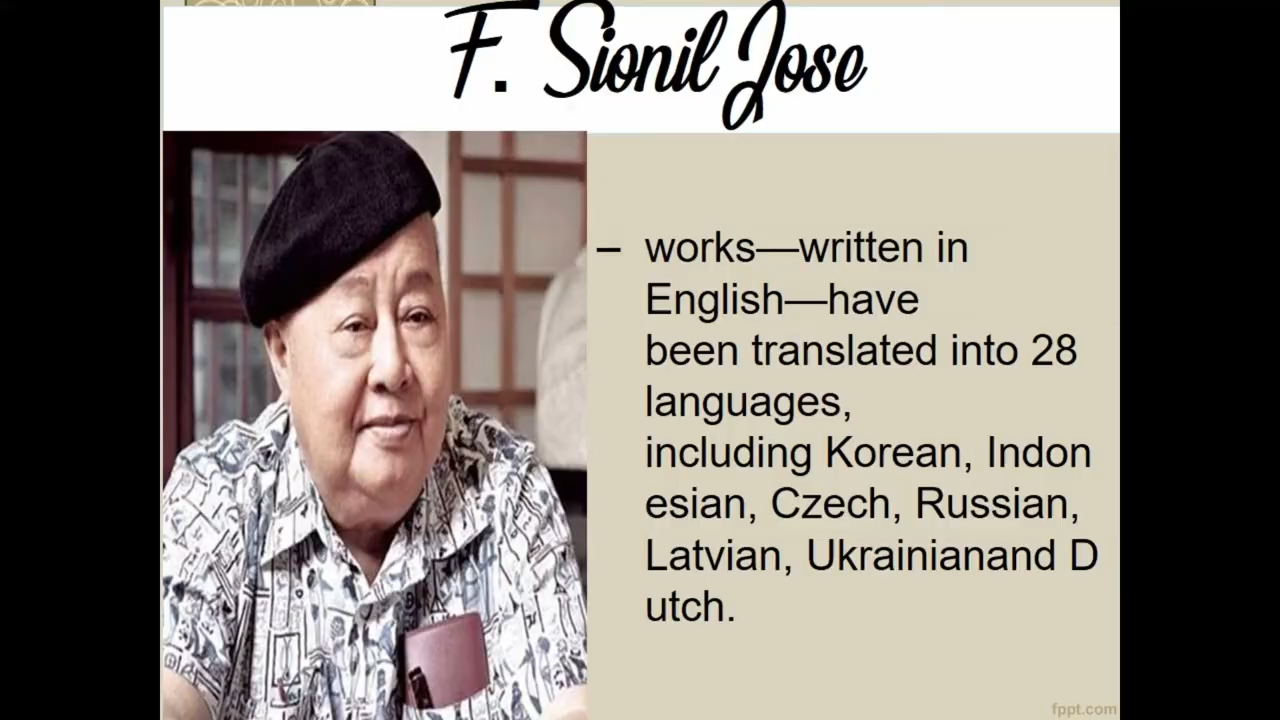 F. Sionil Jose
– works—written in
English—have
been translated into 28
languages,
including Korean, Indon
esian, Czech, Russian,
Latvian, Ukrainianand D
utch.
fppt.com